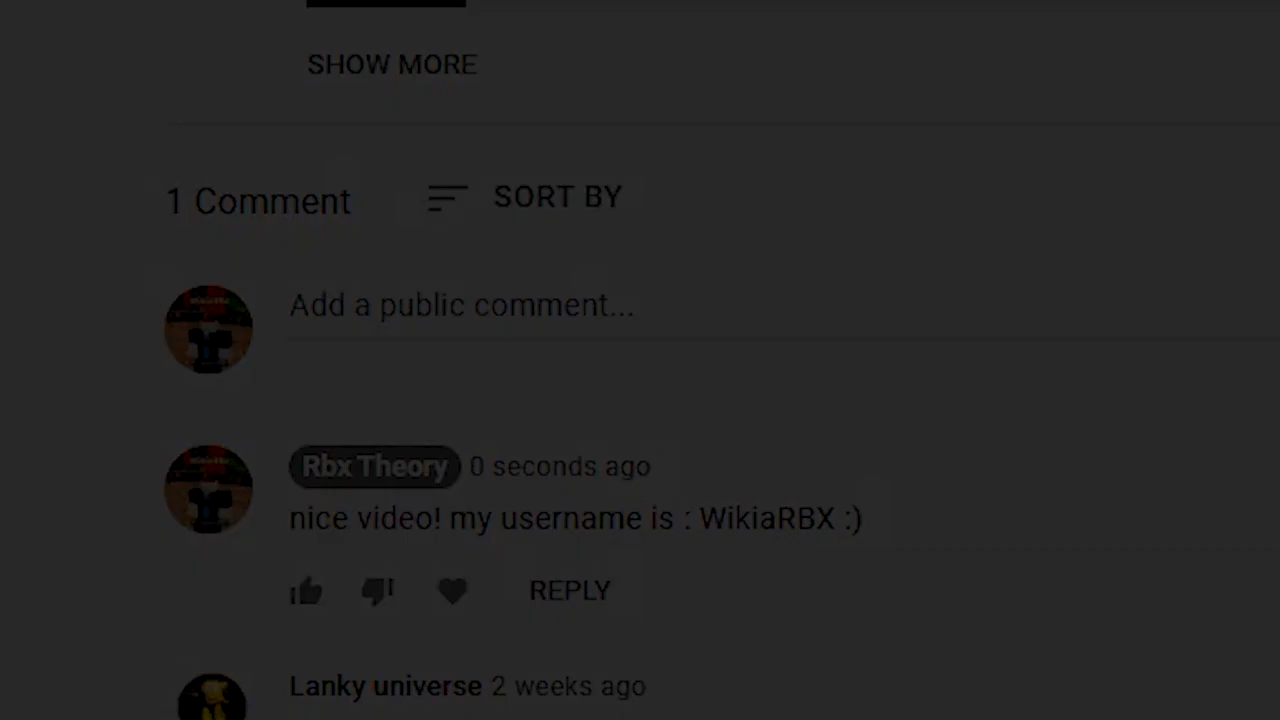 SHOW MORE
1 Comment SORT BY
Add a public comment...
Rbx Theory 0 seconds ago
nice video! my username is : WikiaRBX :)
REPLY
Lanky universe 2 weeks ago